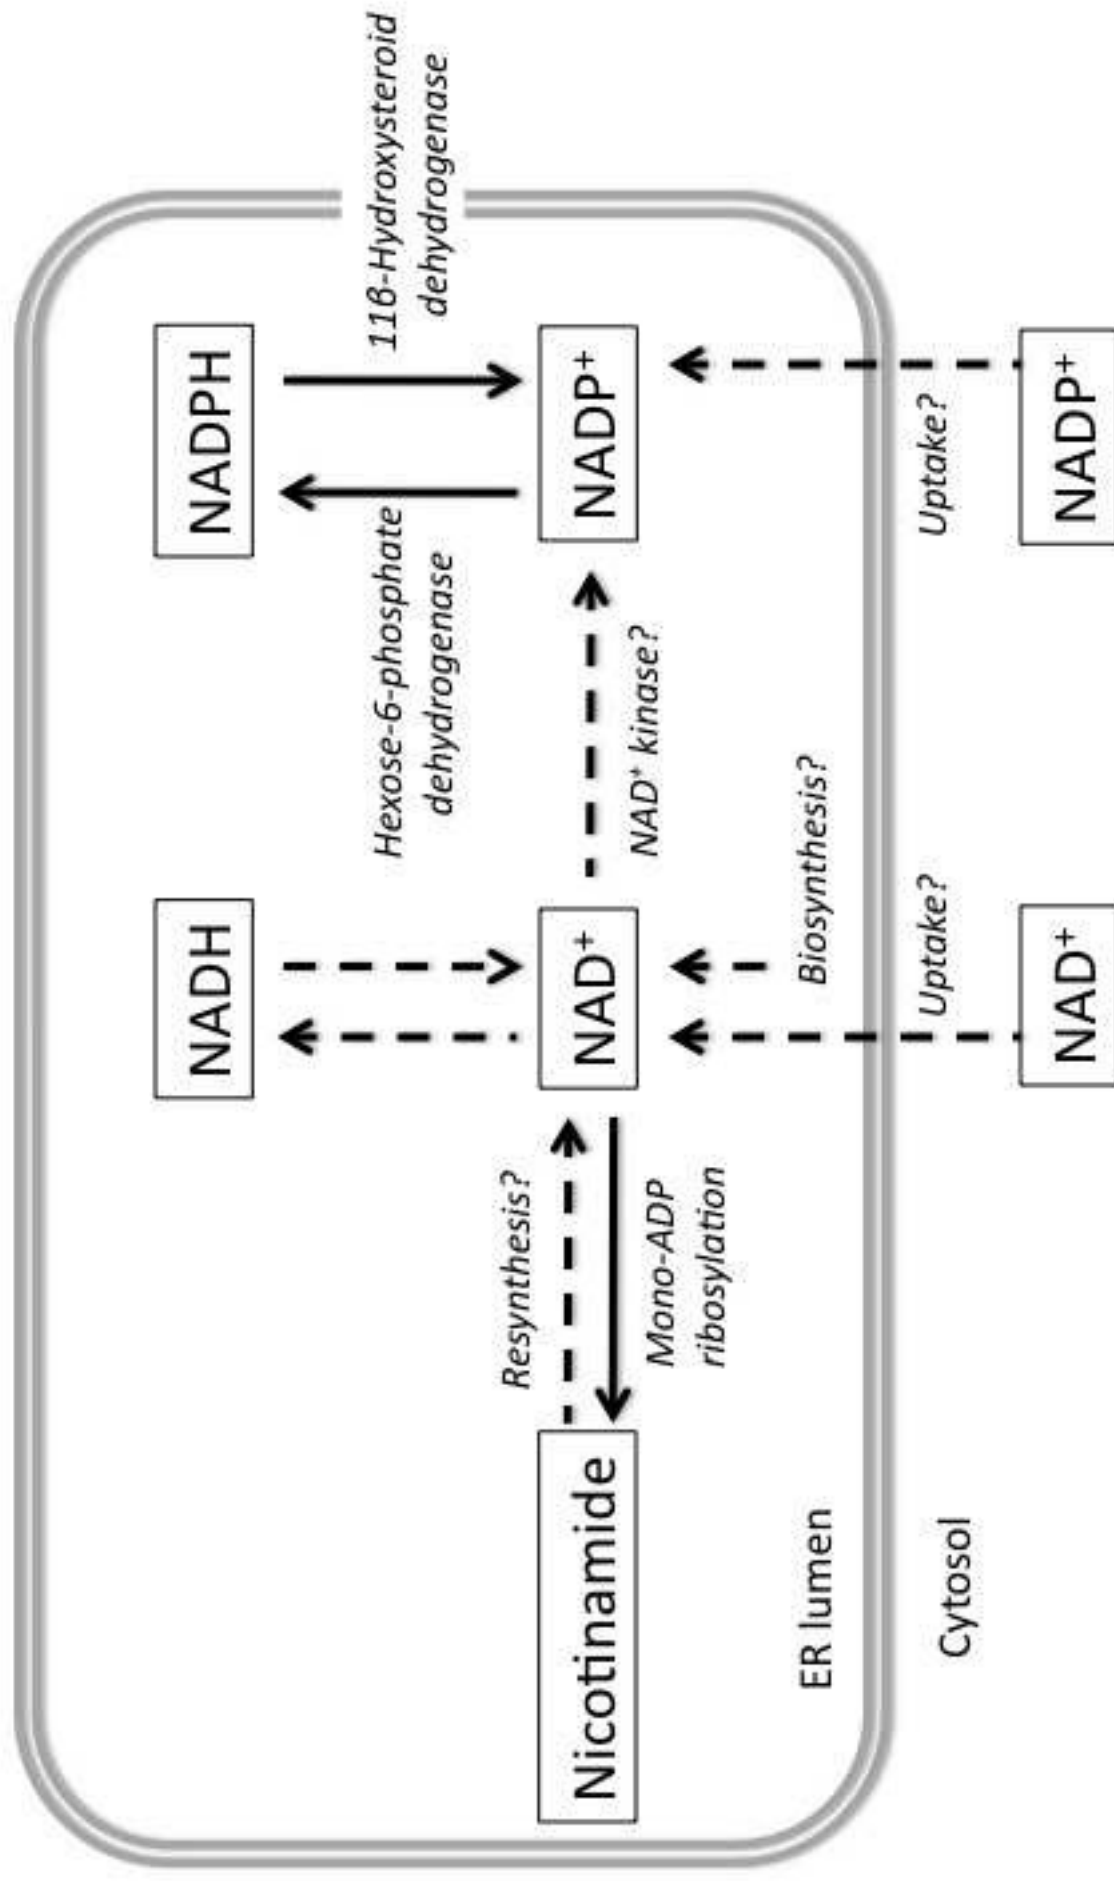 NADH
NADPH
Hexose-6-phosphate
dehydrogenase
11β-Hydroxysteroid
dehydrogenase
Resynthesis?
Nicotinamide
NAD⁺
NADP⁺
Mono-ADP
ribosylation
NAD⁺ kinase?
Biosynthesis?
ER lumen
Uptake?
Uptake?
Cytosol
NAD⁺
NADP⁺